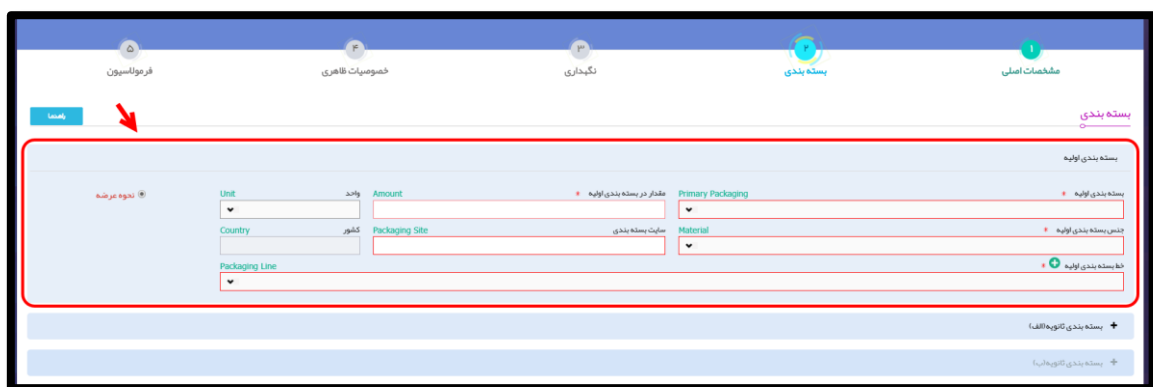 ۱ ۲ ۳ ۴ ۵
مشخصات اصلی بسته بندی نگهداری خصوصیات ظاهری فرمولاسیون
بسته بندی راهنما
بسته بندی اولیه
بسته بندی اولیه * Primary Packaging مقدار در بسته بندی اولیه * Amount واحد Unit نحوه عرضه
جنس بسته بندی اولیه * Material سایت بسته بندی Packaging Site کشور Country
خط بسته بندی اولیه * Packaging Line
+ بسته بندی ثانویه(الف)
+ بسته بندی ثانویه(ب)